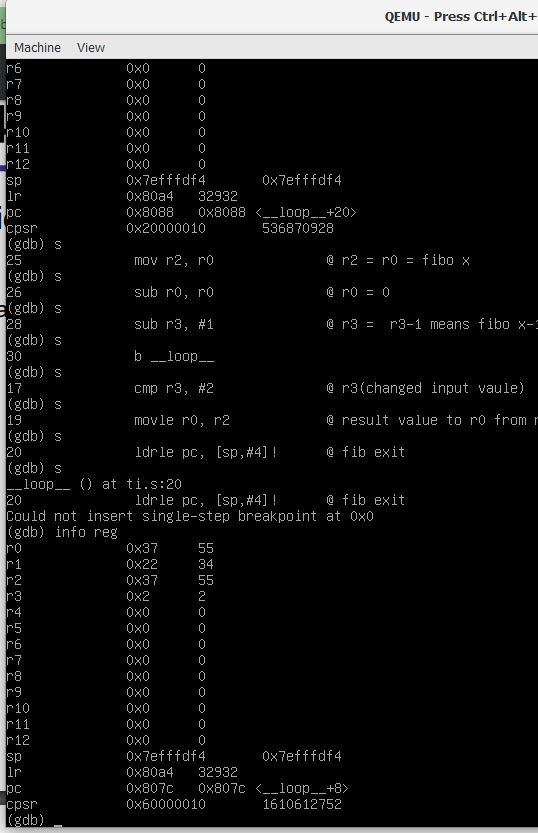 QEMU - Press Ctrl+Alt+
Machine View
r6 0x0 0
r7 0x0 0
r8 0x0 0
r9 0x0 0
r10 0x0 0
r11 0x0 0
r12 0x0 0
sp 0x7efffdf4 0x7efffdf4
lr 0x80a4 32932
pc 0x8088 0x8088 <__loop__+20>
cpsr 0x20000010 536870928
(gdb) s
25 mov r2, r0 @ r2 = r0 = fibo x
(gdb) s
26 sub r0, r0 @ r0 = 0
(gdb) s
28 sub r3, #1 @ r3 = r3-1 means fibo x-1
(gdb) s
30 b __loop__
(gdb) s
17 cmp r3, #2 @ r3(changed input vaule)
(gdb) s
19 movle r0, r2 @ result value to r0 from r
(gdb) s
20 ldrle pc, [sp,#4]! @ fib exit
(gdb) s
__loop__ () at ti.s:20
20 ldrle pc, [sp,#4]! @ fib exit
Could not insert single-step breakpoint at 0x0
(gdb) info reg
r0 0x37 55
r1 0x22 34
r2 0x37 55
r3 0x2 2
r4 0x0 0
r5 0x0 0
r6 0x0 0
r7 0x0 0
r8 0x0 0
r9 0x0 0
r10 0x0 0
r11 0x0 0
r12 0x0 0
sp 0x7efffdf4 0x7efffdf4
lr 0x80a4 32932
pc 0x807c 0x807c <__loop__+8>
cpsr 0x60000010 1610612752
(gdb) _